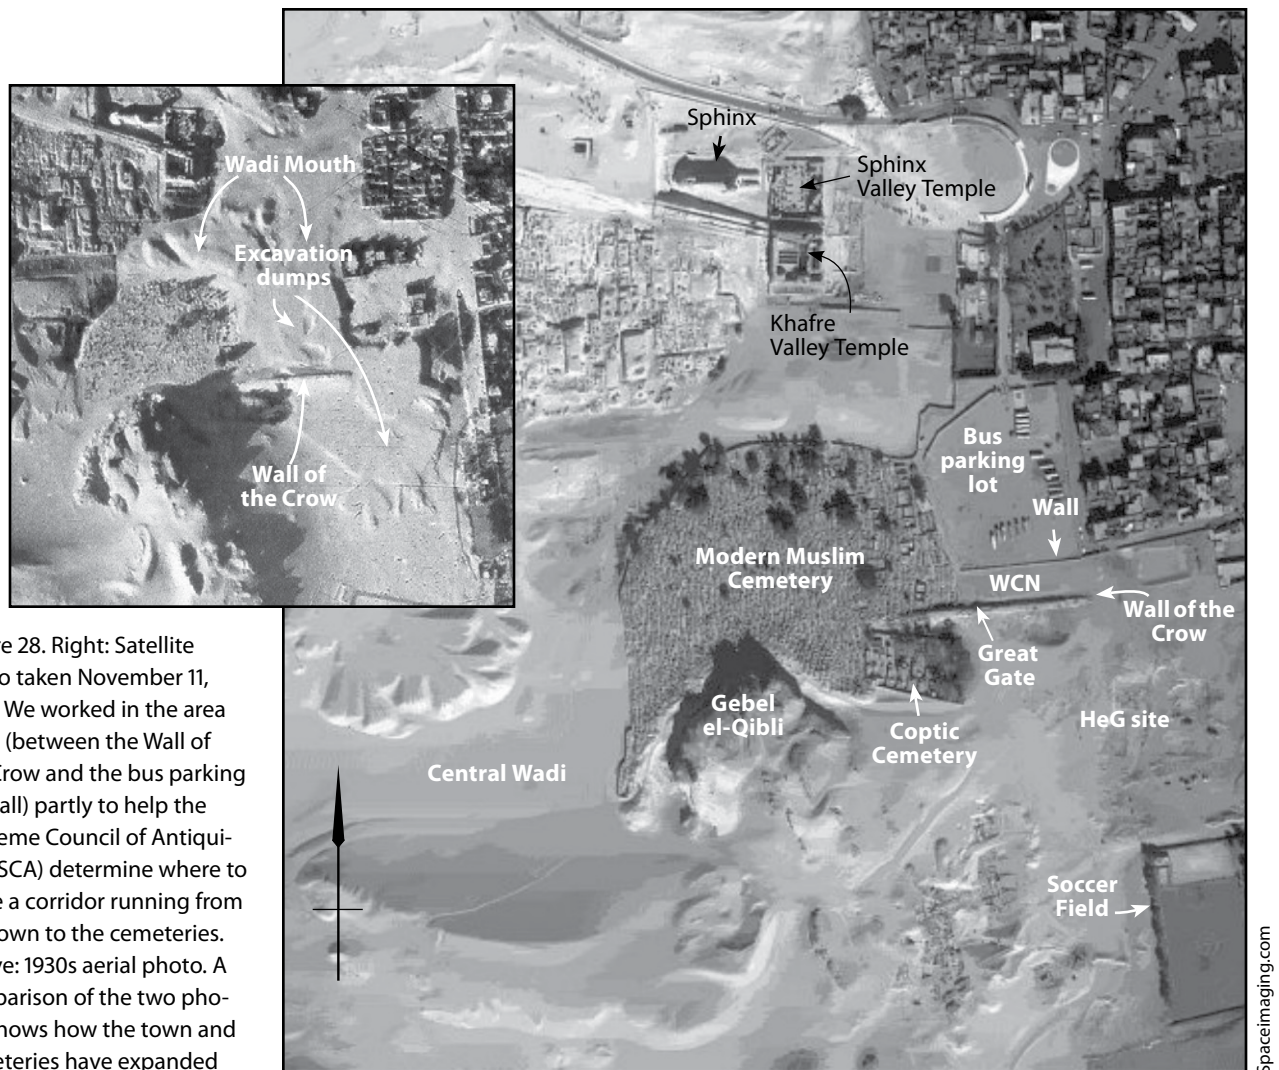 Sphinx
Sphinx
Valley Temple
Khafre
Valley Temple
Wadi Mouth
Excavation
dumps
Wall of
the Crow
Bus
parking
lot
Wall
Modern Muslim
Cemetery
WCN
Wall of the
Crow
Great
Gate
Gebel
el-Qibli
Coptic
Cemetery
HeG site
Central Wadi
Soccer
Field
e 28. Right: Satellite
o taken November 11,
We worked in the area
(between the Wall of
Crow and the bus parking
all) partly to help the
eme Council of Antiqui-
SCA) determine where to
e a corridor running from
own to the cemeteries.
e: 1930s aerial photo. A
parison of the two pho-
hows how the town and
eteries have expanded
Spaceimaging.com